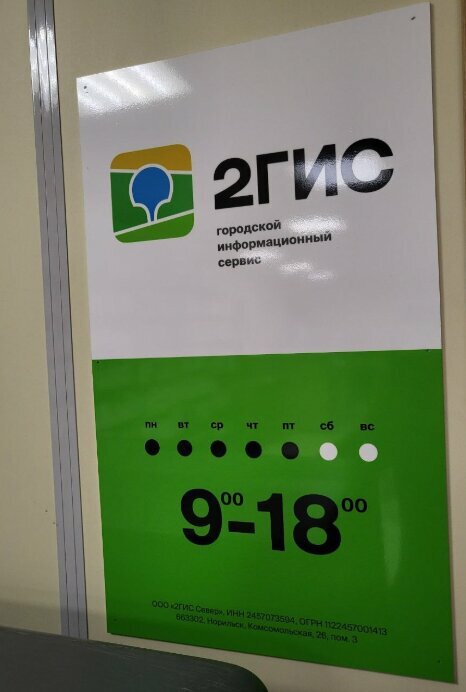 2ГИС
городской
информационный
сервис
пн вт ср чт пт сб вс
9⁰⁰-18⁰⁰
ООО «2ГИС Север», ИНН 2457073594, ОГРН 1122457001413
663302, Норильск, Комсомольская, 26, пом. 3